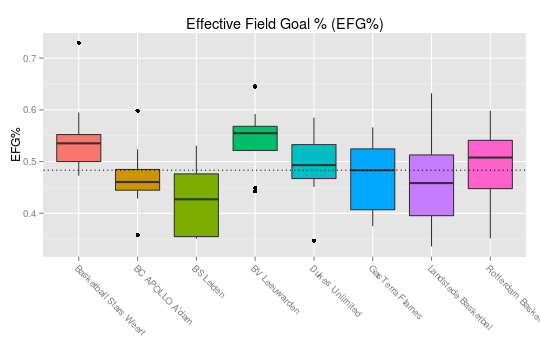 Effective Field Goal % (EFG%)
EFG%
0.7
0.6
0.5
0.4
Basketball Stars Weert
BC APOLLO A'dam
BS Leiden
BV Leeuwarden
Dukes Unlimited
GasTerra Flames
Landstede Basketbal
Rotterdam Baske